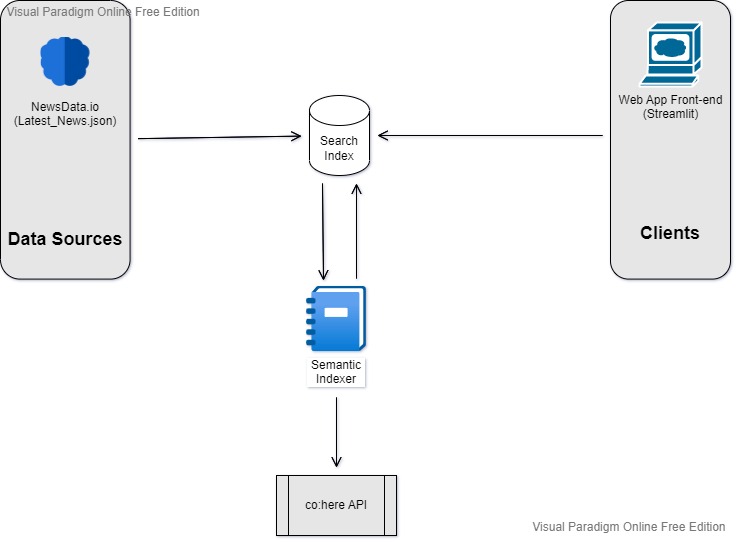 Visual Paradigm Online Free Edition
NewsData.io
(Latest_News.json)
Data Sources
Search
Index
Web App Front-end
(Streamlit)
Clients
Semantic
Indexer
co:here API
Visual Paradigm Online Free Edition